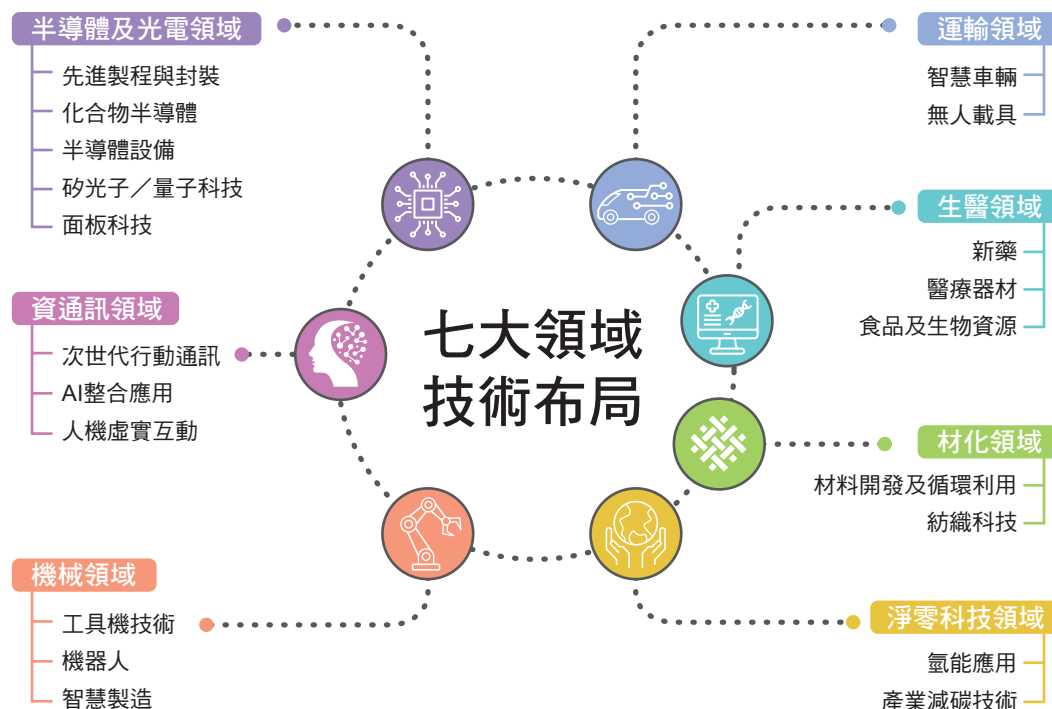 半導體及光電領域
先進製程與封裝
化合物半導體
半導體設備
矽光子／量子科技
面板科技
資通訊領域
次世代行動通訊
AI整合應用
人機虛實互動
機械領域
工具機技術
機器人
智慧製造
七大領域
技術布局
運輸領域
智慧車輛
無人載具
生醫領域
新藥
醫療器材
食品及生物資源
材化領域
材料開發及循環利用
紡織科技
淨零科技領域
氫能應用
產業減碳技術